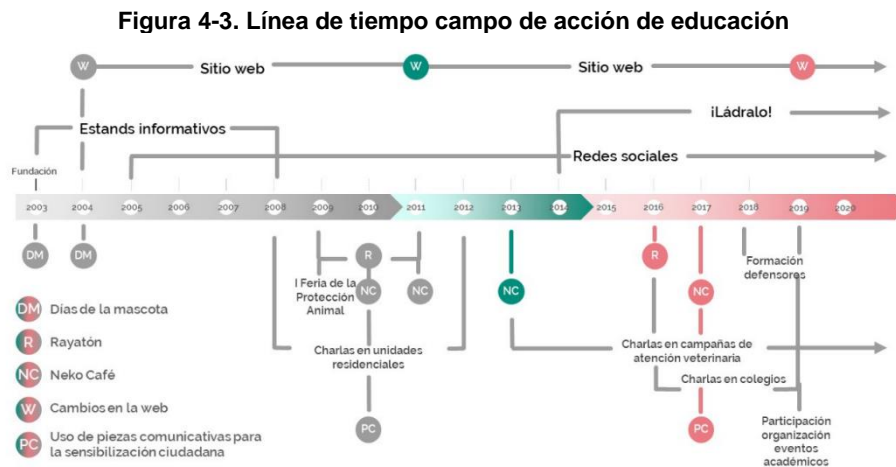 Figura 4-3. Línea de tiempo campo de acción de educación
W
Sitio web
W
Sitio web
W
¡Ládralo!
Estands informativos
Redes sociales
Fundación
2003 2004 2005 2006 2007 2008 2009 2010 2011 2012 2013 2014 2015 2016 2017 2018 2019 2020
DM
DM
R
R
I Feria de la
Protección
Animal
NC
NC
NC
NC
Formación
defensores
DM Días de la mascota
R Rayatón
NC Neko Café
W Cambios en la web
PC Uso de piezas comunicativas para
la sensibilización ciudadana
Charlas en unidades
residenciales
Charlas en campañas de
atención veterinaria
Charlas en colegios
PC
PC
Participación
organización
eventos
académicos